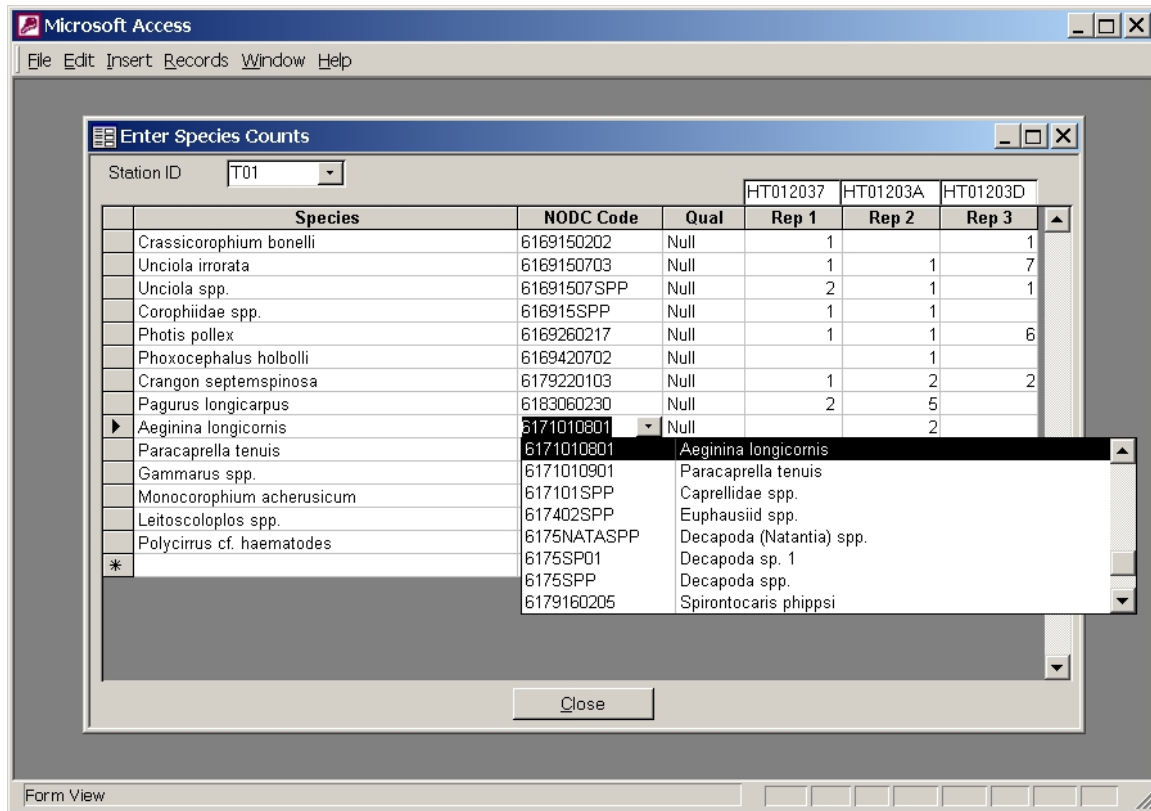 Microsoft Access
File Edit Insert Records Window Help
Enter Species Counts
Station ID T01
HT012037 HT01203A HT01203D
Species NODC Code Qual Rep 1 Rep 2 Rep 3
Crassicorophium bonelli 6169150202 Null 1 1
Unciola irrorata 6169150703 Null 1 1 7
Unciola spp. 61691507SPP Null 2 1 1
Corophiidae spp. 616915SPP Null 1 1
Photis pollex 6169260217 Null 1 1 6
Phoxocephalus holbolli 6169420702 Null 1
Crangon septemspinosa 6179220103 Null 1 2 2
Pagurus longicarpus 6183060230 Null 2 5
Aeginina longicornis 6171010801 Null 2
Paracaprella tenuis
Gammarus spp.
Monocorophium acherusicum
Leitoscoloplos spp.
Polycirrus cf. haematodes
6171010801 Aeginina longicornis
6171010901 Paracaprella tenuis
617101SPP Caprellidae spp.
617402SPP Euphausiid spp.
6175NATASPP Decapoda (Natantia) spp.
6175SP01 Decapoda sp. 1
6175SPP Decapoda spp.
6179160205 Spirontocaris phippsi
Close
Form View